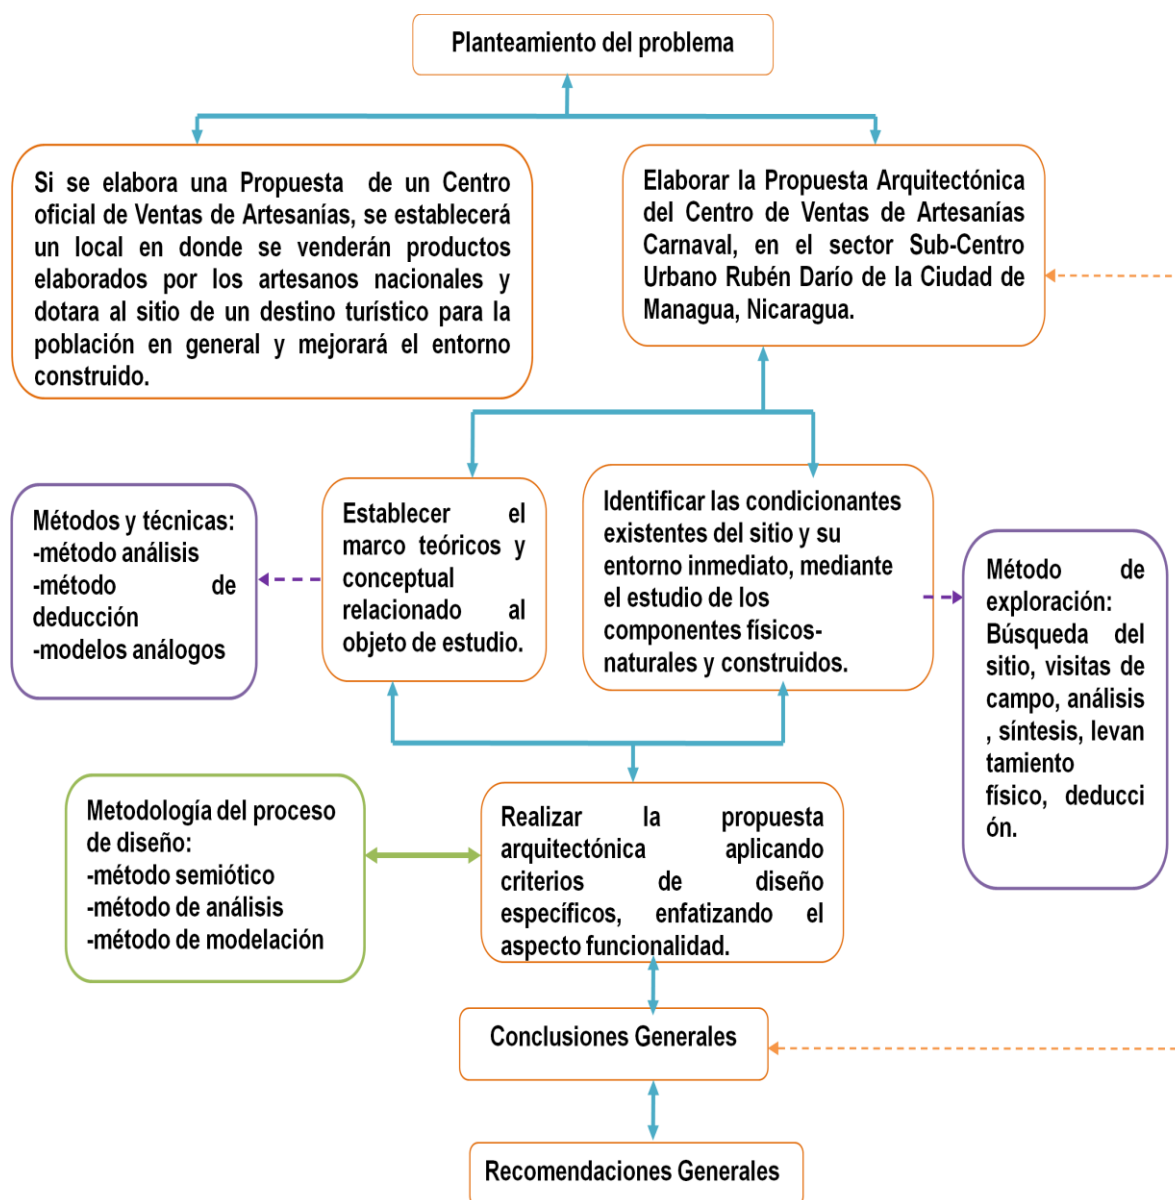 Planteamiento del problema
Si se elabora una Propuesta de un Centro
oficial de Ventas de Artesanías, se establecerá
un local en donde se venderán productos
elaborados por los artesanos nacionales y
dotara al sitio de un destino turístico para la
población en general y mejorará el entorno
construido.
Elaborar la Propuesta Arquitectónica
del Centro de Ventas de Artesanías
Carnaval, en el sector Sub-Centro
Urbano Rubén Darío de la Ciudad de
Managua, Nicaragua.
Métodos y técnicas:
-método análisis
-método de
deducción
-modelos análogos
Establecer el
marco teóricos y
conceptual
relacionado al
objeto de estudio.
Identificar las condicionantes
existentes del sitio y su
entorno inmediato, mediante
el estudio de los
componentes físicos-
naturales y construidos.
Método de
exploración:
Búsqueda del
sitio, visitas de
campo, análisis
, síntesis, levan
tamiento
físico, deducci
ón.
Metodología del proceso
de diseño:
-método semiótico
-método de análisis
-método de modelación
Realizar la propuesta
arquitectónica aplicando
criterios de diseño
específicos, enfatizando el
aspecto funcionalidad.
Conclusiones Generales
Recomendaciones Generales